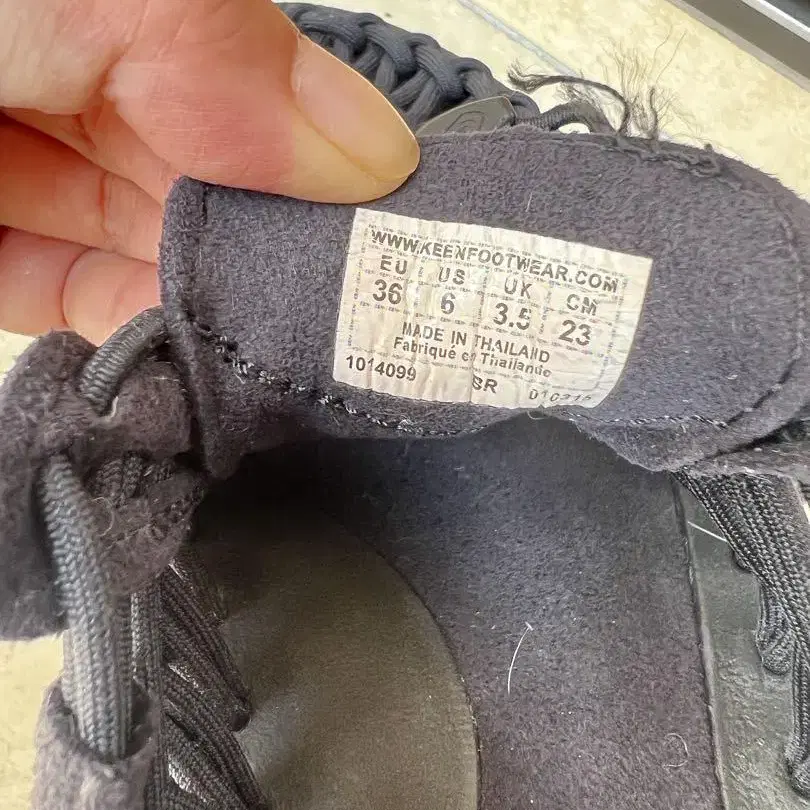 WWW.KEENFOOTWEAR.COM
EU US UK CM
36 6 3.5 23
MADE IN THAILAND
Fabriqué en Thailande
1014099 BR